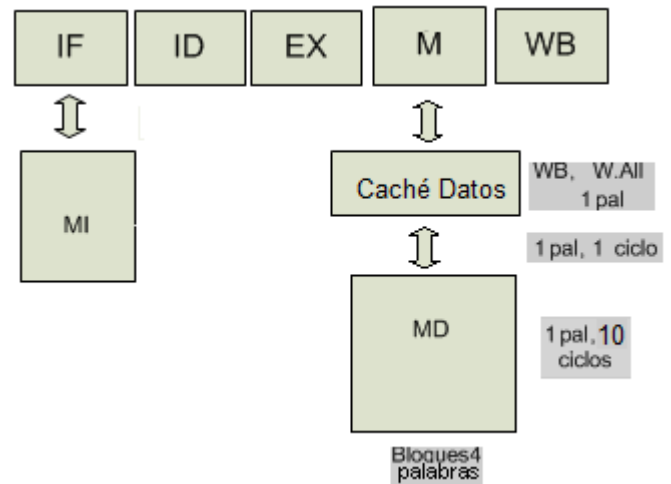 IF ID EX M WB
MI
Caché Datos
WB, W.All
1 pal
1 pal, 1 ciclo
MD
1 pal, 10
ciclos
Bloques4
palabras